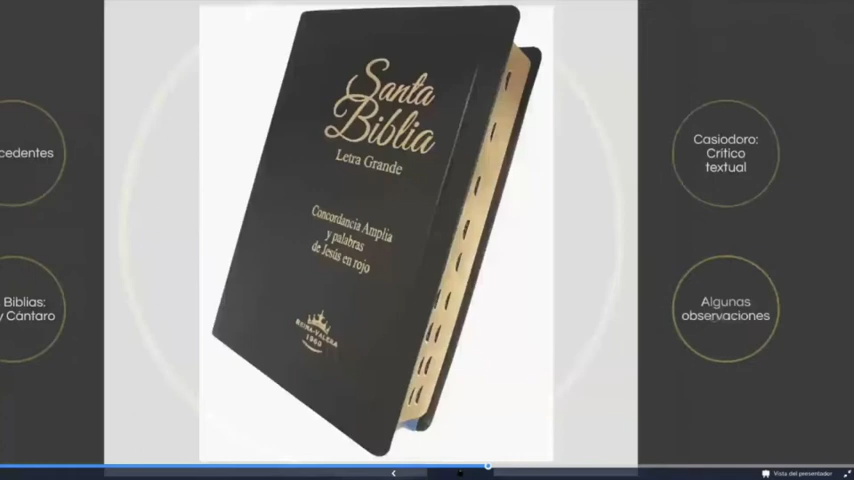 cedentes
Biblias:
y Cántaro
Santa
Biblia
Letra Grande
Concordancia Amplia
y palabras
de Jesús en rojo
REINA-VALERA
1960
Casiodoro:
Crítico
textual
Algunas
observaciones
Vista del presentador